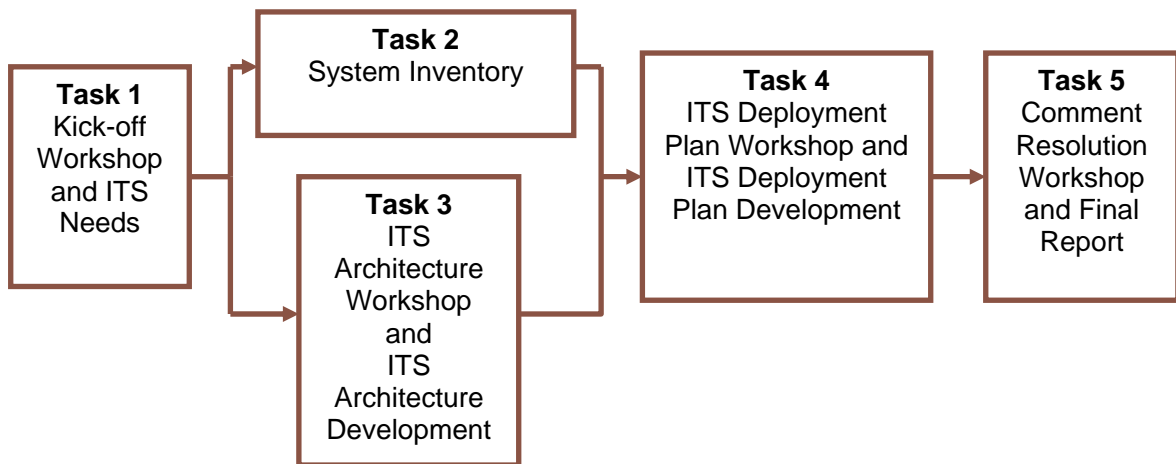 Task 1
Kick-off
Workshop
and ITS
Needs
Task 2
System Inventory
Task 3
ITS
Architecture
Workshop
and
ITS
Architecture
Development
Task 4
ITS Deployment
Plan Workshop and
ITS Deployment
Plan Development
Task 5
Comment
Resolution
Workshop
and Final
Report